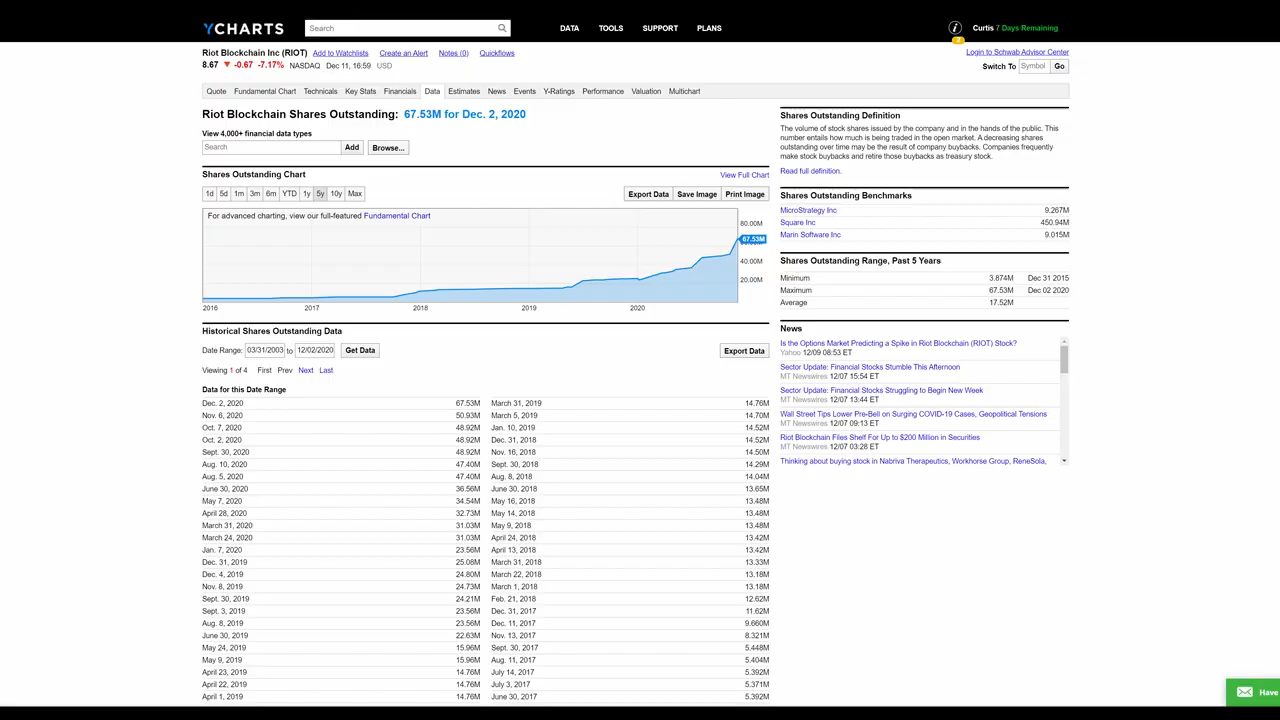 YCHARTS
Search
DATA TOOLS SUPPORT PLANS
Curtis 7 Days Remaining
Riot Blockchain Inc (RIOT) Add to Watchlists Create an Alert Notes (0) Quickflows
Login to Schwab Advisor Center
8.67 ▼ -0.67 -7.17% NASDAQ Dec 11, 16:59 USD
Switch To Symbol Go
Quote Fundamental Chart Technicals Key Stats Financials Data Estimates News Events Y-Ratings Performance Valuation Multichart
Riot Blockchain Shares Outstanding: 67.53M for Dec. 2, 2020
View 4,000+ financial data types
Search Add Browse...
Shares Outstanding Chart View Full Chart
1d 5d 1m 3m 6m YTD 1y 5y 10y Max
Export Data Save Image Print Image
For advanced charting, view our full-featured Fundamental Chart
80.00M
67.53M
40.00M
20.00M
2016 2017 2018 2019 2020
Historical Shares Outstanding Data
Date Range: 03/31/2003 to 12/02/2020 Get Data Export Data
Viewing 1 of 4 First Prev Next Last
Data for this Date Range
Dec. 2, 2020 67.53M March 31, 2019 14.76M
Nov. 6, 2020 50.93M March 5, 2019 14.70M
Oct. 7, 2020 48.92M Jan. 10, 2019 14.52M
Oct. 2, 2020 48.92M Dec. 31, 2018 14.52M
Sept. 30, 2020 48.92M Nov. 16, 2018 14.50M
Aug. 10, 2020 47.40M Sept. 30, 2018 14.29M
Aug. 5, 2020 47.40M Aug. 8, 2018 14.04M
June 30, 2020 36.56M June 30, 2018 13.65M
May 7, 2020 34.54M May 16, 2018 13.48M
April 28, 2020 32.73M May 14, 2018 13.48M
March 31, 2020 31.03M May 9, 2018 13.48M
March 24, 2020 31.03M April 24, 2018 13.42M
Jan. 7, 2020 23.56M April 13, 2018 13.42M
Dec. 31, 2019 25.08M March 31, 2018 13.33M
Dec. 4, 2019 24.80M March 22, 2018 13.18M
Nov. 8, 2019 24.73M March 1, 2018 13.18M
Sept. 30, 2019 24.21M Feb. 21, 2018 12.62M
Sept. 3, 2019 23.56M Dec. 31, 2017 11.62M
Aug. 8, 2019 23.56M Dec. 11, 2017 9.660M
June 30, 2019 22.63M Nov. 13, 2017 8.321M
May 24, 2019 15.96M Sept. 30, 2017 5.448M
May 9, 2019 15.96M Aug. 11, 2017 5.404M
April 23, 2019 14.76M July 14, 2017 5.392M
April 22, 2019 14.76M July 3, 2017 5.371M
April 1, 2019 14.76M June 30, 2017 5.392M
Shares Outstanding Definition
The volume of stock shares issued by the company and in the hands of the public. This
number entails how much is being traded in the open market. A decreasing shares
outstanding over time may be the result of company buybacks. Companies frequently
make stock buybacks and retire those buybacks as treasury stock.
Read full definition.
Shares Outstanding Benchmarks
MicroStrategy Inc 9.267M
Square Inc 450.94M
Marin Software Inc 9.015M
Shares Outstanding Range, Past 5 Years
Minimum 3.874M Dec 31 2015
Maximum 67.53M Dec 02 2020
Average 17.52M
News
Is the Options Market Predicting a Spike in Riot Blockchain (RIOT) Stock?
Yahoo 12/09 08:53 ET
Sector Update: Financial Stocks Stumble This Afternoon
MT Newswires 12/07 15:54 ET
Sector Update: Financial Stocks Struggling to Begin New Week
MT Newswires 12/07 13:44 ET
Wall Street Tips Lower Pre-Bell on Surging COVID-19 Cases, Geopolitical Tensions
MT Newswires 12/07 09:13 ET
Riot Blockchain Files Shelf For Up to $200 Million in Securities
MT Newswires 12/07 03:28 ET
Thinking about buying stock in Nabriva Therapeutics, Workhorse Group, ReneSola,
Have